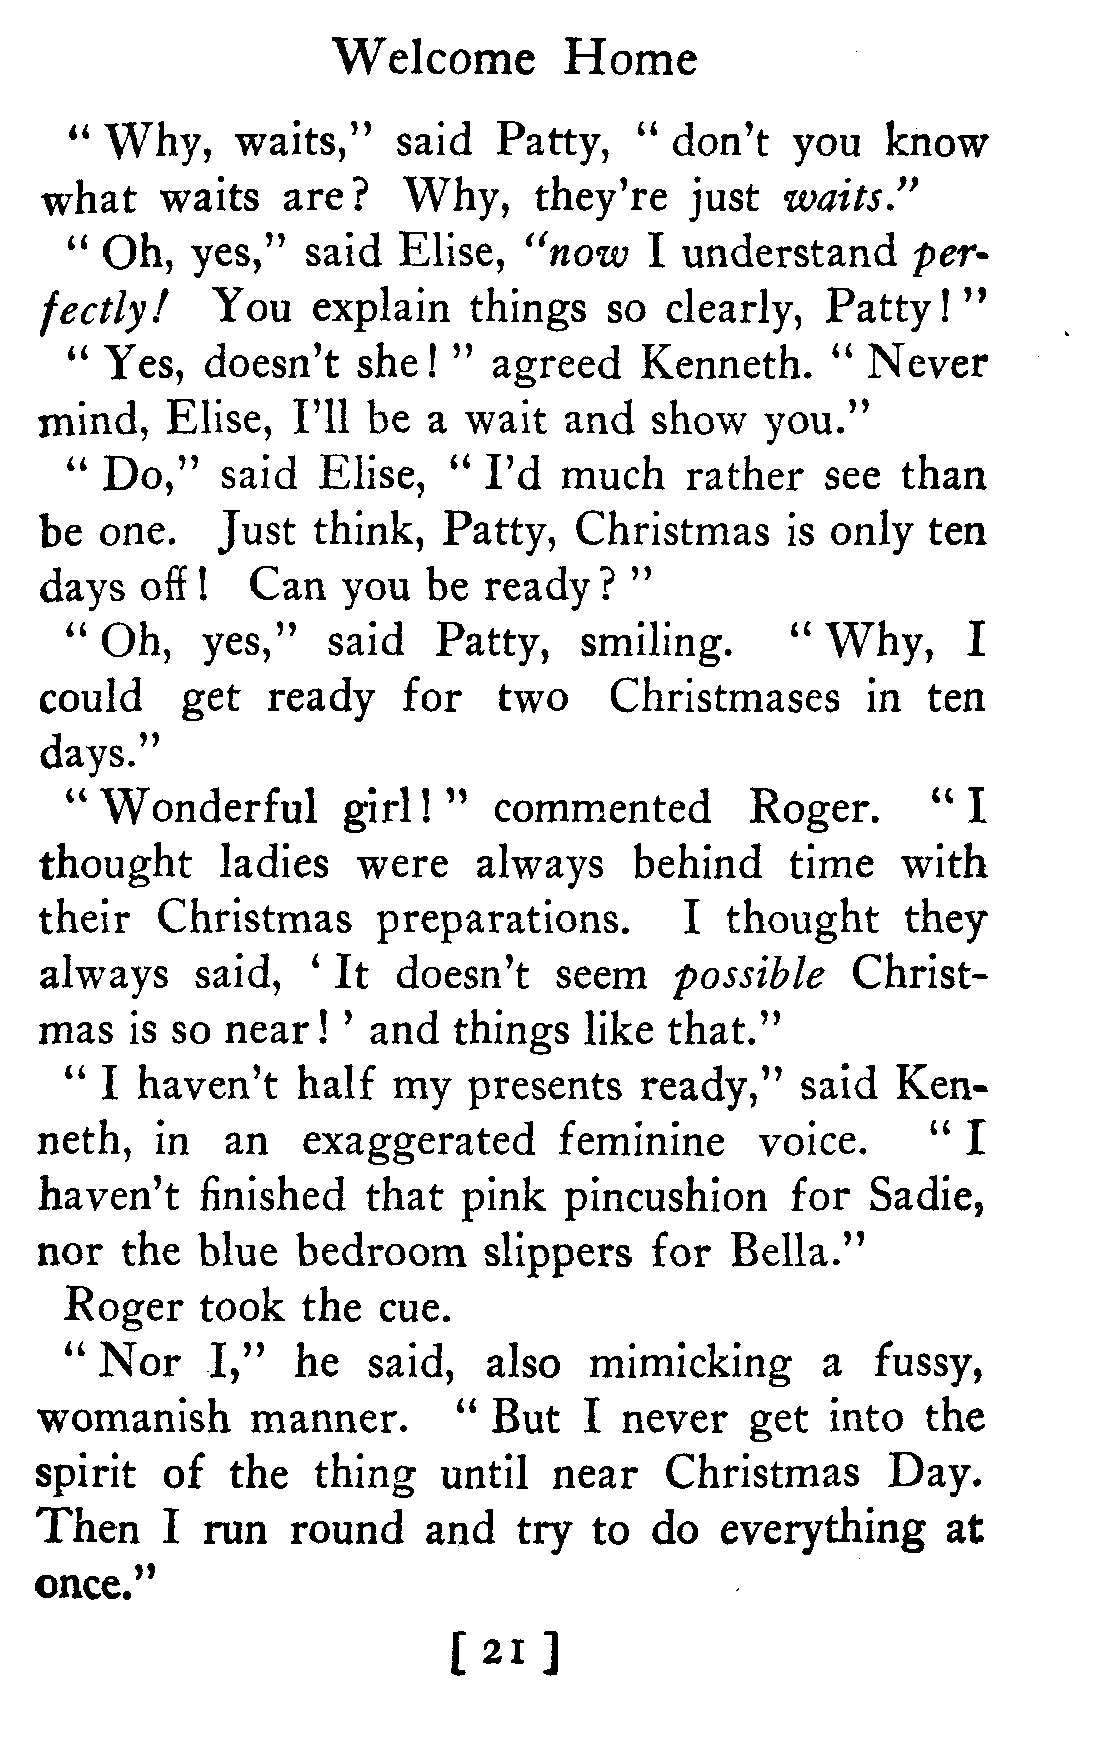 Welcome Home
“ Why, waits,” said Patty, “ don’t you know
what waits are? Why, they’re just waits.”
“ Oh, yes,” said Elise, “now I understand per-
fectly! You explain things so clearly, Patty! ”
“ Yes, doesn’t she! ” agreed Kenneth. “ Never
mind, Elise, I’ll be a wait and show you.”
“ Do,” said Elise, “ I’d much rather see than
be one. Just think, Patty, Christmas is only ten
days off! Can you be ready? ”
“ Oh, yes,” said Patty, smiling. “ Why, I
could get ready for two Christmases in ten
days.”
“ Wonderful girl! ” commented Roger. “ I
thought ladies were always behind time with
their Christmas preparations. I thought they
always said, ‘ It doesn’t seem possible Christ-
mas is so near! ’ and things like that.”
“ I haven’t half my presents ready,” said Ken-
neth, in an exaggerated feminine voice. “ I
haven’t finished that pink pincushion for Sadie,
nor the blue bedroom slippers for Bella.”
Roger took the cue.
“ Nor I,” he said, also mimicking a fussy,
womanish manner. “ But I never get into the
spirit of the thing until near Christmas Day.
Then I run round and try to do everything at
once.”
[ 21 ]